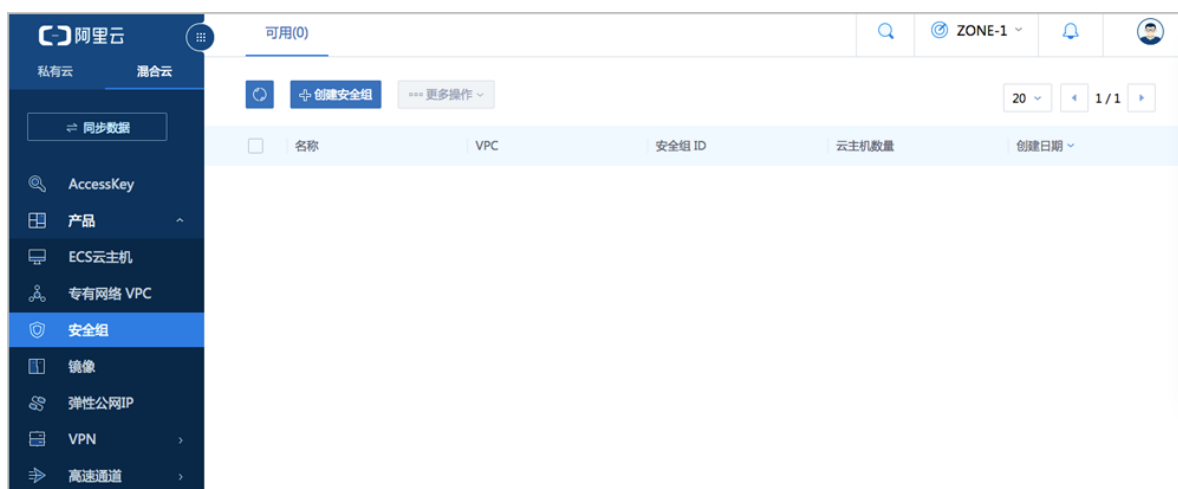 阿里云
可用(0)
ZONE-1
私有云 混合云
创建安全组 更多操作
20 1 / 1
同步数据
名称 VPC 安全组 ID 云主机数量 创建日期
AccessKey
产品
ECS云主机
专有网络 VPC
安全组
镜像
弹性公网IP
VPN
高速通道